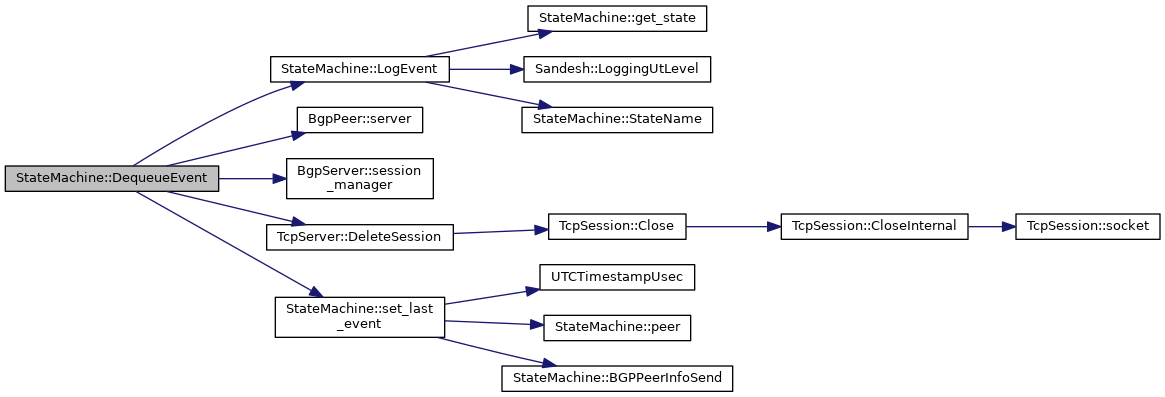 StateMachine::get_state
StateMachine::LogEvent
Sandesh::LoggingUtLevel
BgpPeer::server
StateMachine::StateName
StateMachine::DequeueEvent
BgpServer::session
_manager
TcpServer::DeleteSession
TcpSession::Close
TcpSession::CloseInternal
TcpSession::socket
StateMachine::set_last
_event
UTCTimestampUsec
StateMachine::peer
StateMachine::BGPPeerInfoSend